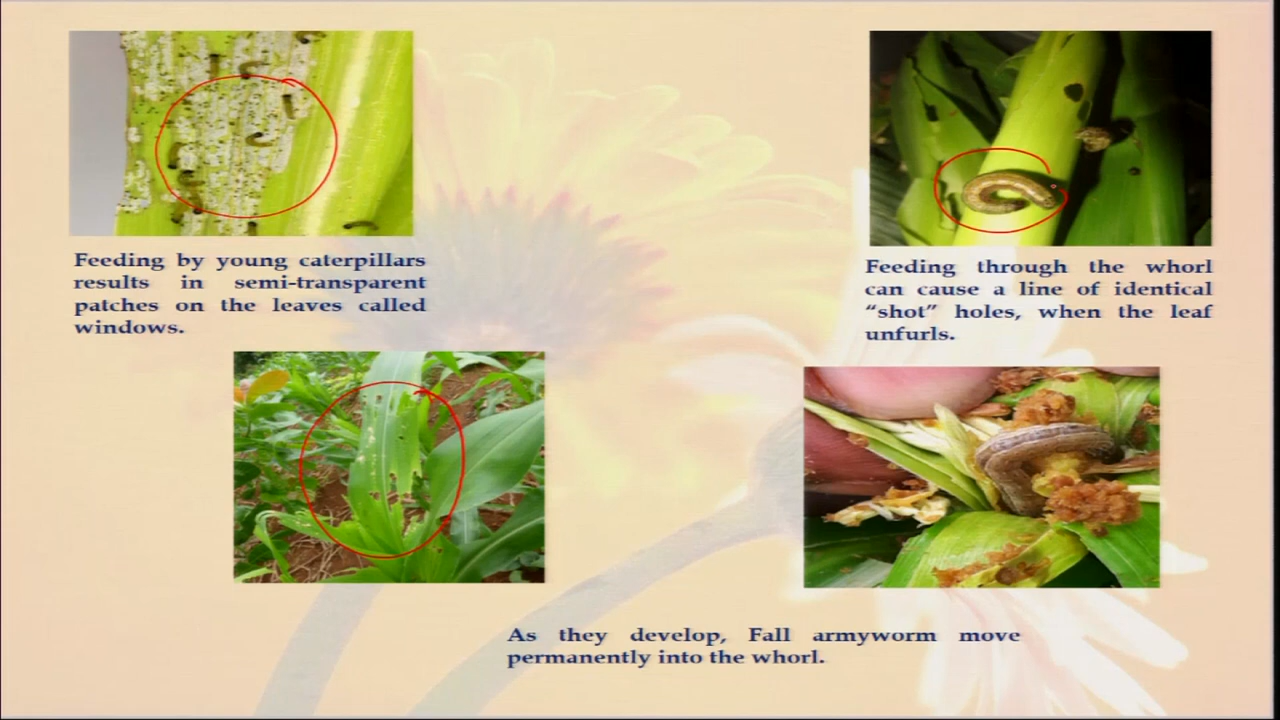 Feeding by young caterpillars
results in semi-transparent
patches on the leaves called
windows.
Feeding through the whorl
can cause a line of identical
“shot” holes, when the leaf
unfurls.
As they develop, Fall armyworm move
permanently into the whorl.